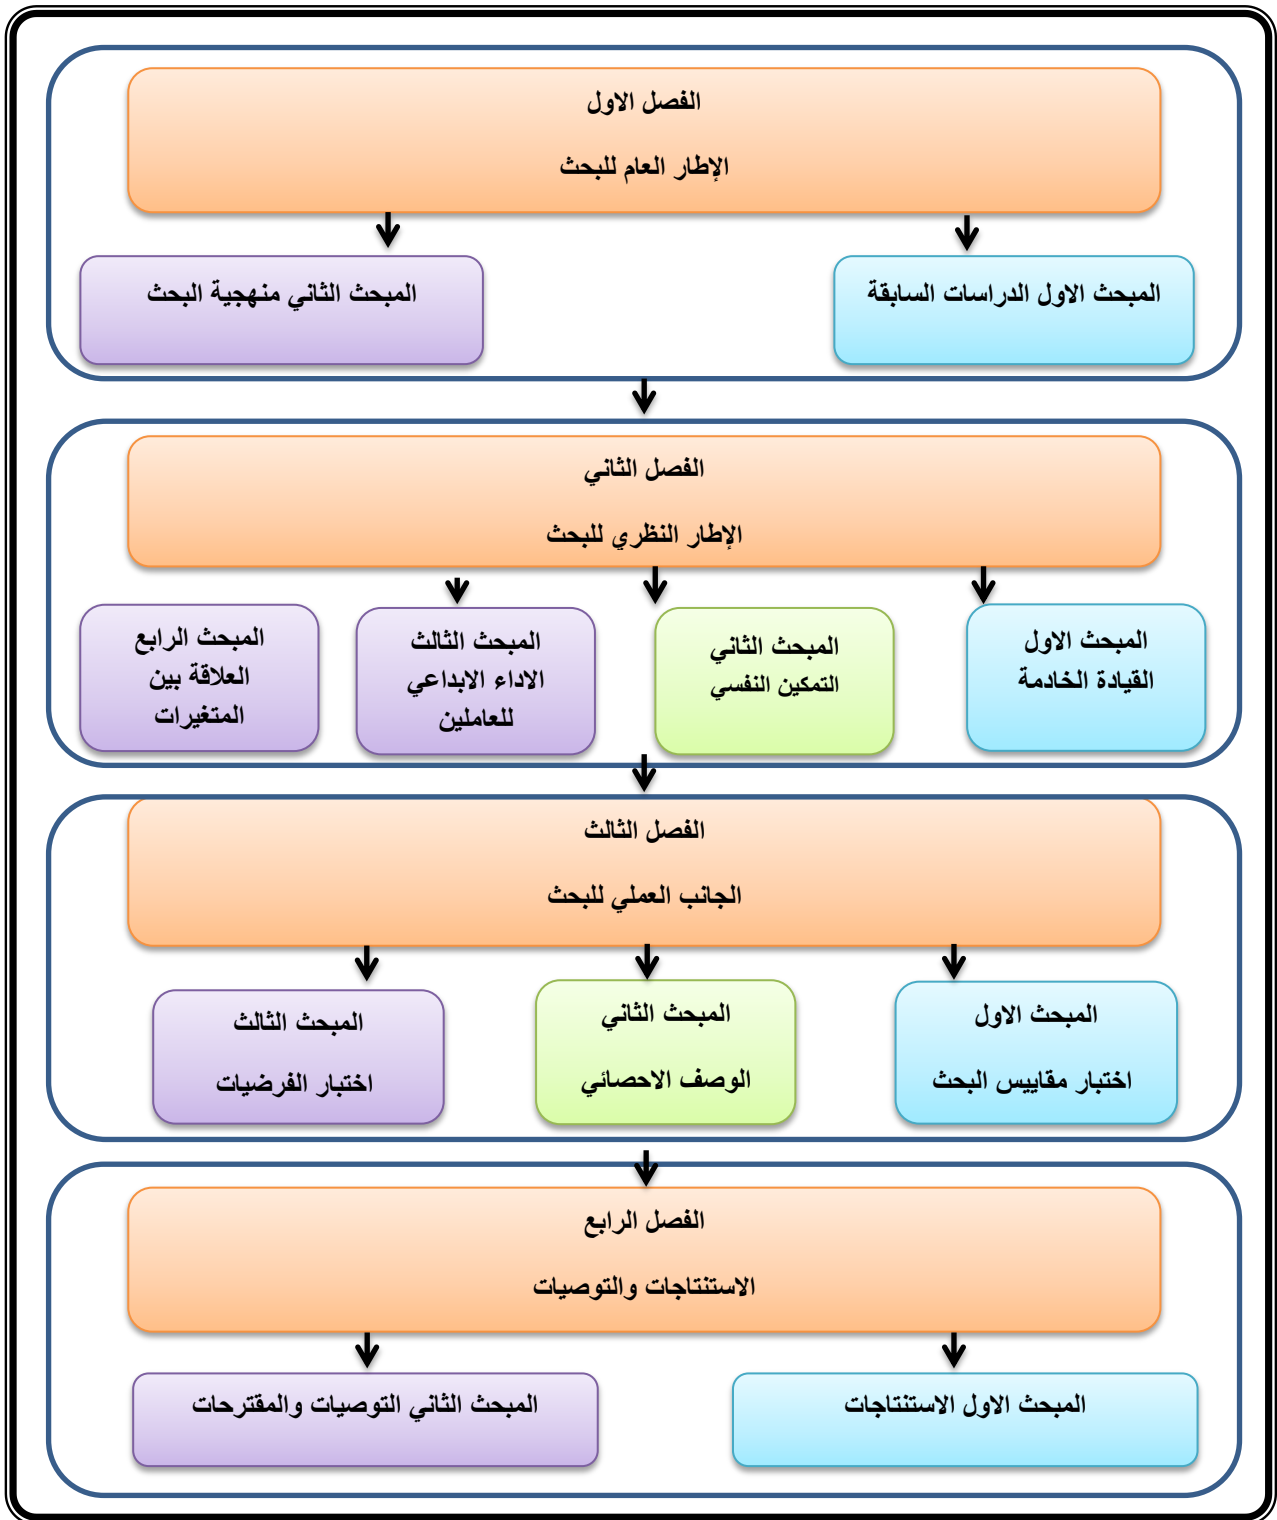 الفصل الاول
الإطار العام للبحث
المبحث الاول الدراسات السابقة
المبحث الثاني منهجية البحث
الفصل الثاني
الإطار النظري للبحث
المبحث الاول
القيادة الخادمة
المبحث الثاني
التمكين النفسي
المبحث الثالث
الاداء الابداعي
للعاملين
المبحث الرابع
العلاقة بين
المتغيرات
الفصل الثالث
الجانب العملي للبحث
المبحث الاول
اختبار مقاييس البحث
المبحث الثاني
الوصف الاحصائي
المبحث الثالث
اختبار الفرضيات
الفصل الرابع
الاستنتاجات والتوصيات
المبحث الاول الاستنتاجات
المبحث الثاني التوصيات والمقترحات